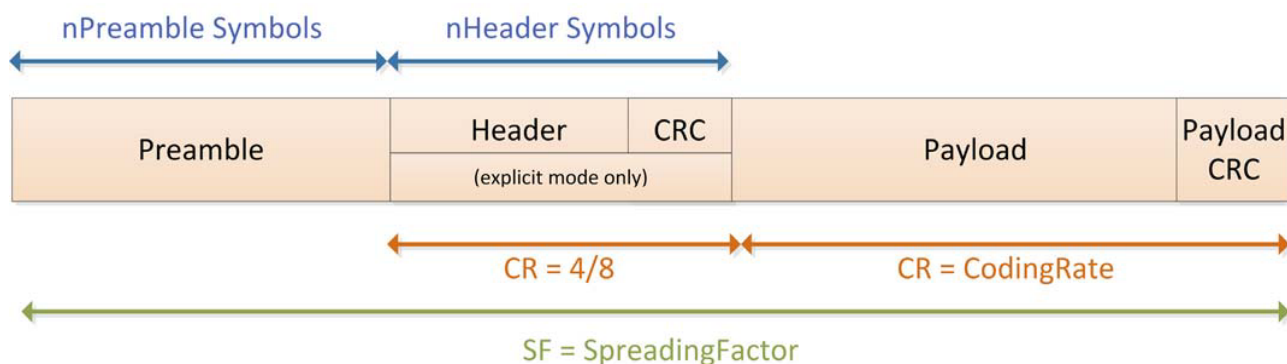 nPreamble Symbols
nHeader Symbols
Preamble
Header
CRC
(explicit mode only)
Payload
Payload
CRC
CR = 4/8
CR = CodingRate
SF = SpreadingFactor